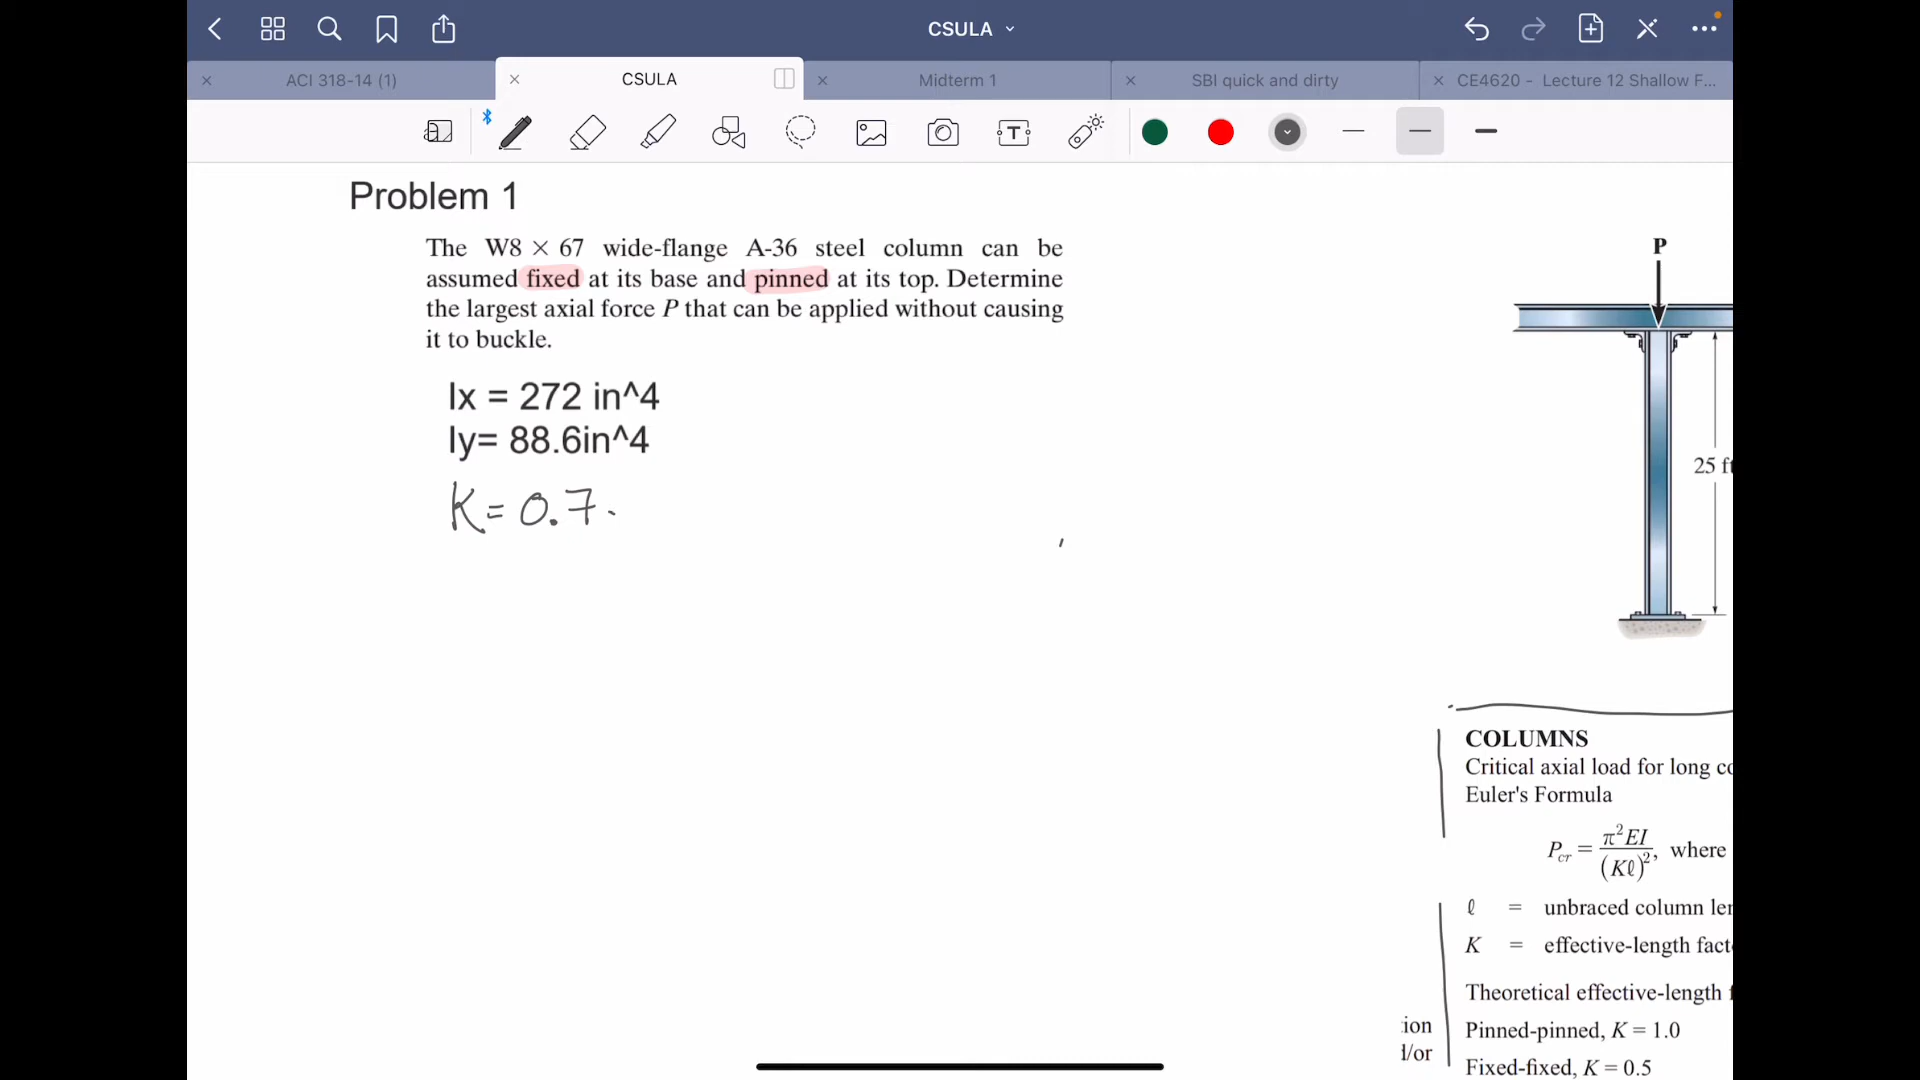 CSULA
ACI 318-14 (1)
CSULA
Midterm 1
SBI quick and dirty
CE4620 - Lecture 12 Shallow F...
Problem 1
The W8 × 67 wide-flange A-36 steel column can be
assumed fixed at its base and pinned at its top. Determine
the largest axial force P that can be applied without causing
it to buckle.
Ix = 272 in^4
Iy= 88.6in^4
K= 0.7
P
25 ft
COLUMNS
Critical axial load for long co
Euler's Formula
P_cr = π²EI/(Kℓ)², where
ℓ = unbraced column len
K = effective-length fact
Theoretical effective-length f
Pinned-pinned, K = 1.0
Fixed-fixed, K = 0.5
ion
l/or